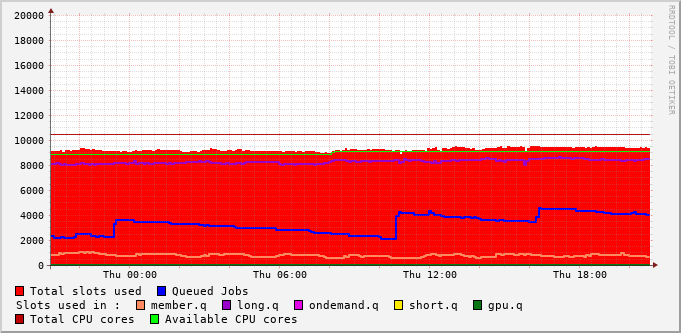 20000
18000
16000
14000
12000
10000
8000
6000
4000
2000
0
Thu 00:00 Thu 06:00 Thu 12:00 Thu 18:00
RRDTOOL / TOBI OETIKER
Total slots used Queued Jobs
Slots used in : member.q long.q ondemand.q short.q gpu.q
Total CPU cores Available CPU cores